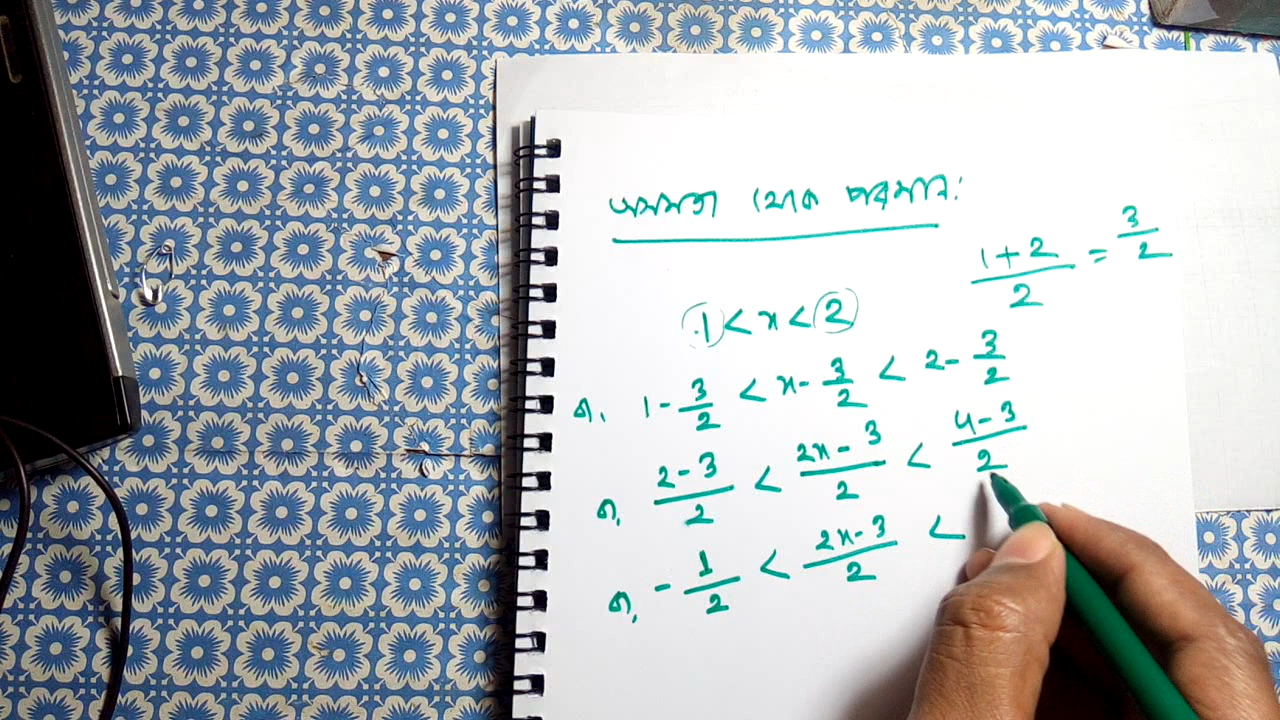 অসমতা থেকে পরমমান:
(1+2)/2 = 3/2
1 < x < 2
বা, 1 - 3/2 < x - 3/2 < 2 - 3/2
বা, (2-3)/2 < (2x-3)/2 < (4-3)/2
বা, -1/2 < (2x-3)/2 <